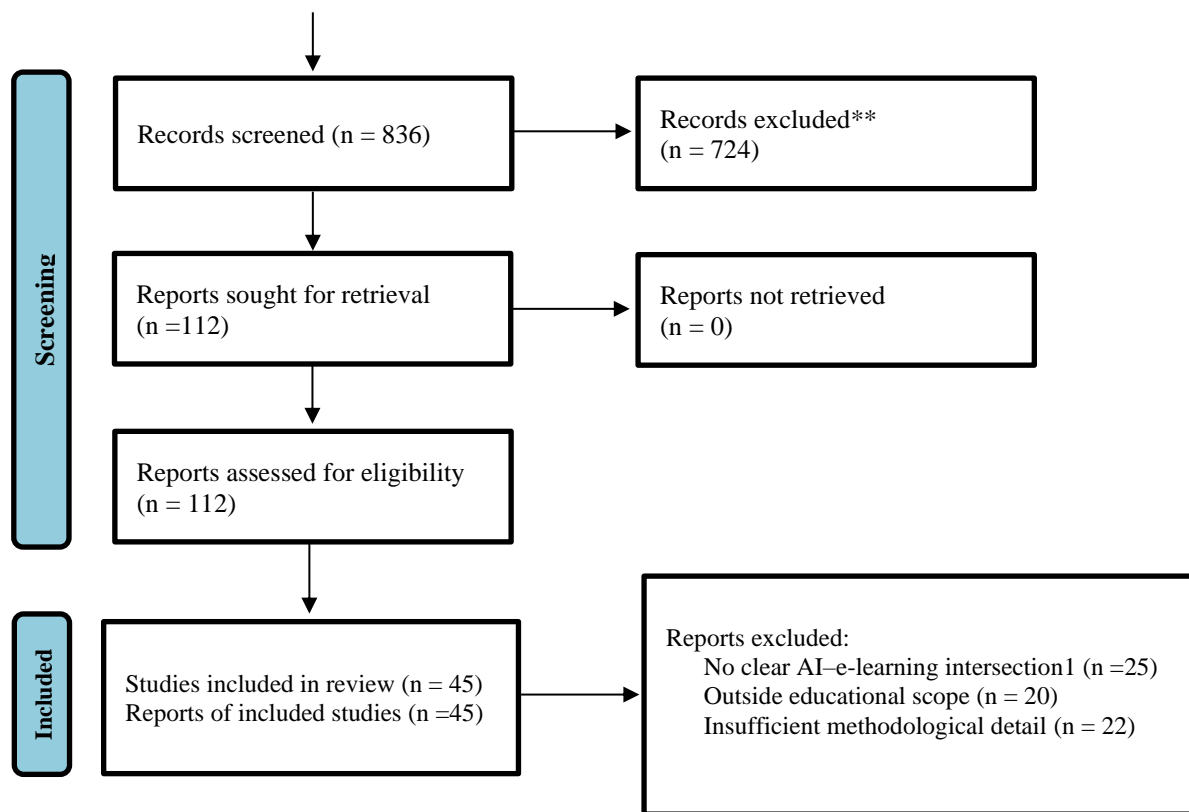 Screening
Records screened (n = 836)
Records excluded**
(n = 724)
Reports sought for retrieval
(n =112)
Reports not retrieved
(n = 0)
Reports assessed for eligibility
(n = 112)
Included
Studies included in review (n = 45)
Reports of included studies (n =45)
Reports excluded:
No clear AI–e-learning intersection1 (n =25)
Outside educational scope (n = 20)
Insufficient methodological detail (n = 22)